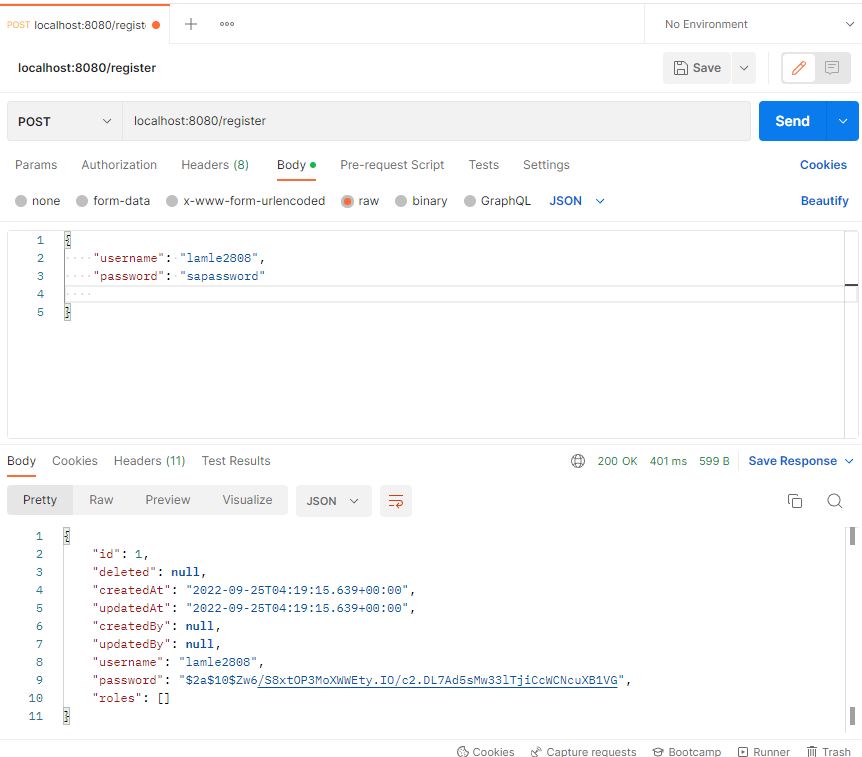 POST localhost:8080/regist No Environment
localhost:8080/register Save
POST localhost:8080/register Send
Params Authorization Headers (8) Body Pre-request Script Tests Settings Cookies
none form-data x-www-form-urlencoded raw binary GraphQL JSON Beautify
1 {
2 "username": "lamle2808",
3 "password": "sapassword"
4
5 }
Body Cookies Headers (11) Test Results 200 OK 401 ms 599 B Save Response
Pretty Raw Preview Visualize JSON
1 {
2 "id": 1,
3 "deleted": null,
4 "createdAt": "2022-09-25T04:19:15.639+00:00",
5 "updatedAt": "2022-09-25T04:19:15.639+00:00",
6 "createdBy": null,
7 "updatedBy": null,
8 "username": "lamle2808",
9 "password": "$2a$10$Zw6/S8xtOP3MoXWWEty.IO/c2.DL7Ad5sMw33lTjiCcWCNcuXB1VG",
10 "roles": []
11 }
Cookies Capture requests Bootcamp Runner Trash